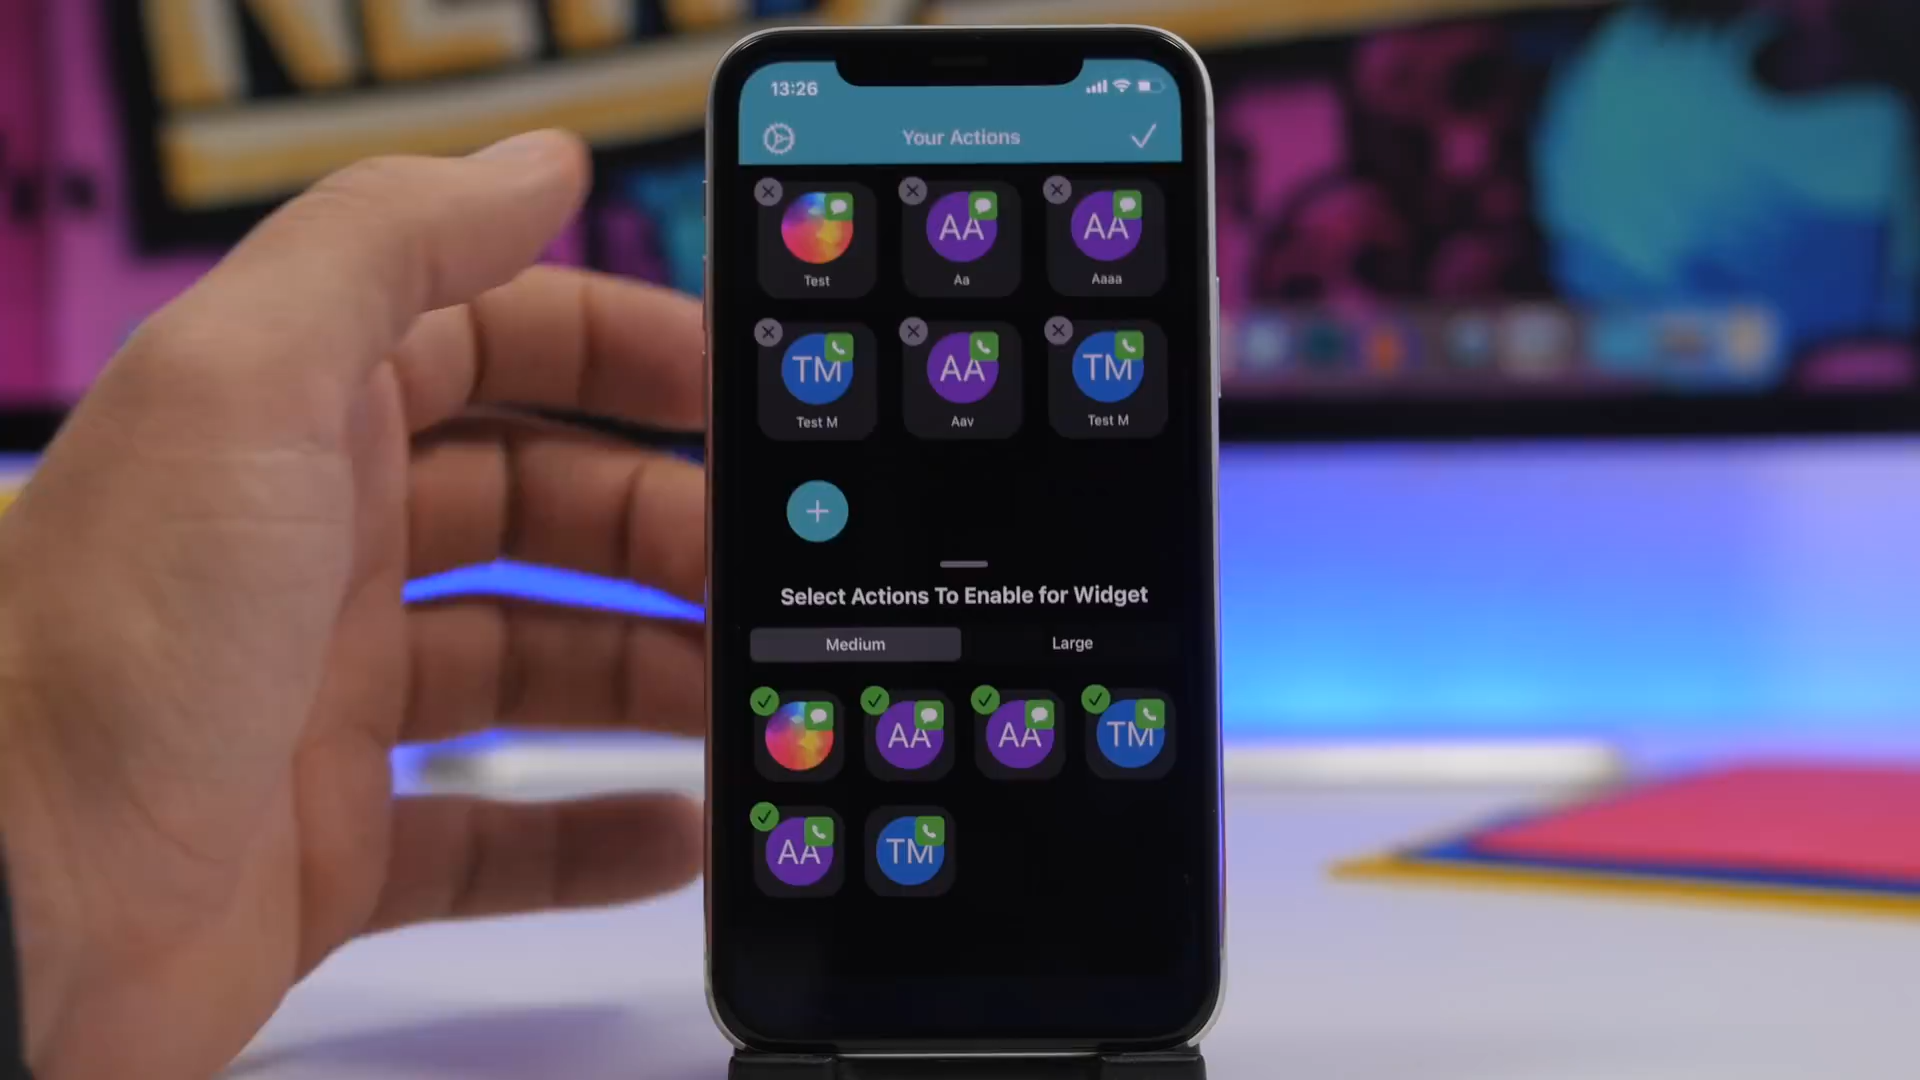 13:26
Your Actions
AA AA
Test Aa Aaaa
TM AA TM
Test M Aav Test M
+
Select Actions To Enable for Widget
Medium Large
AA AA TM
AA TM